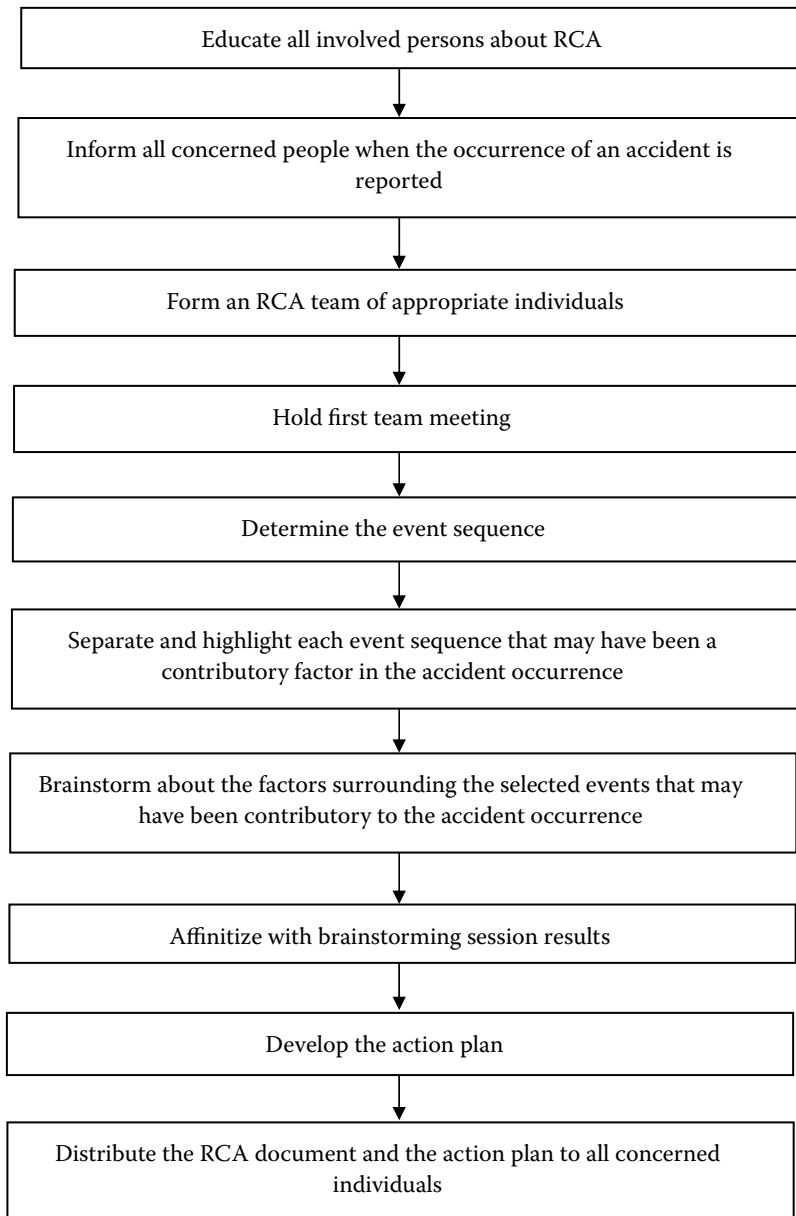 Educate all involved persons about RCA
Inform all concerned people when the occurrence of an accident is
reported
Form an RCA team of appropriate individuals
Hold first team meeting
Determine the event sequence
Separate and highlight each event sequence that may have been a
contributory factor in the accident occurrence
Brainstorm about the factors surrounding the selected events that may
have been contributory to the accident occurrence
Affinitize with brainstorming session results
Develop the action plan
Distribute the RCA document and the action plan to all concerned
individuals